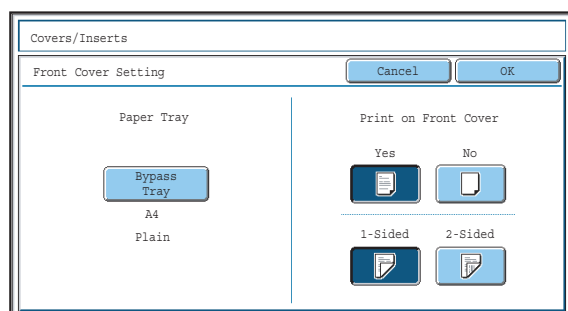 Covers/Inserts
Front Cover Setting
Cancel
OK
Paper Tray
Bypass
Tray
A4
Plain
Print on Front Cover
Yes
No
1-Sided
2-Sided